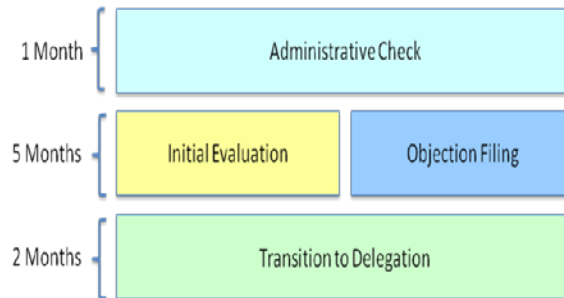 1 Month
Administrative Check
5 Months
Initial Evaluation
Objection Filing
2 Months
Transition to Delegation